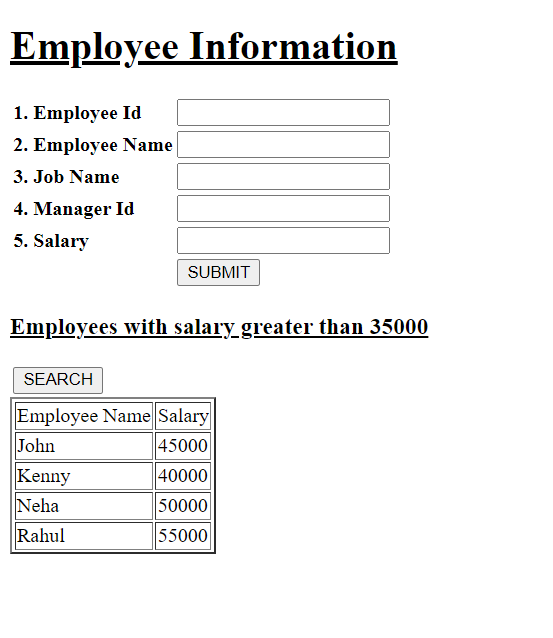 Employee Information
1. Employee Id
2. Employee Name
3. Job Name
4. Manager Id
5. Salary
SUBMIT
Employees with salary greater than 35000
SEARCH
Employee Name Salary
John 45000
Kenny 40000
Neha 50000
Rahul 55000